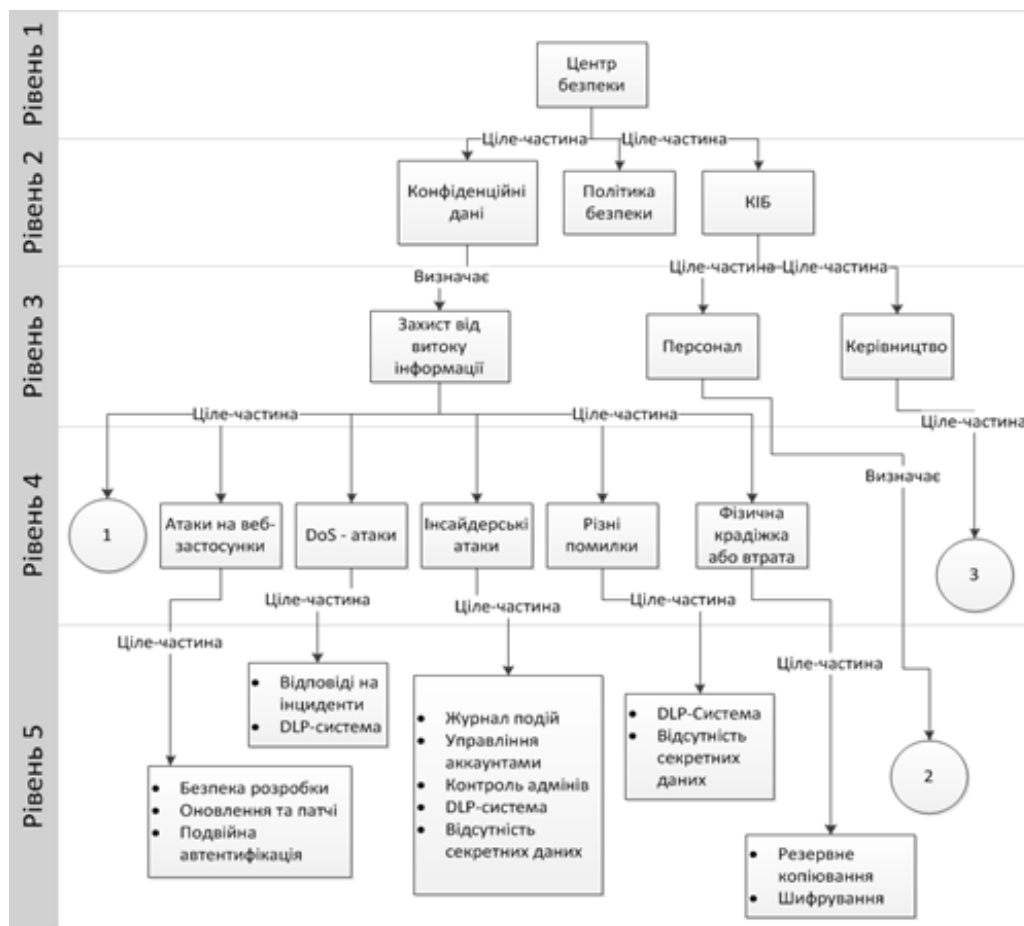 Рівень 1
Центр
безпеки
Ціле-частина
Ціле-частина
Рівень 2
Конфіденційні
дані
Політика
безпеки
КІБ
Визначає
Ціле-частина
Ціле-частина
Рівень 3
Захист від
витоку
інформації
Персонал
Керівництво
Ціле-частина
Ціле-частина
Ціле-частина
Визначає
Рівень 4
1
Атаки на веб-
застосунки
DoS - атаки
Інсайдерські
атаки
Різні
помилки
Фізична
крадіжка
або втрата
3
Ціле-частина
Ціле-частина
Ціле-частина
Ціле-частина
Ціле-частина
Рівень 5
• Відповіді на
інциденти
• DLP-система
• Безпека розробки
• Оновлення та патчі
• Подвійна
автентифікація
• Журнал подій
• Управління
аккаунтами
• Контроль адмінів
• DLP-система
• Відсутність
секретних даних
• DLP-Система
• Відсутність
секретних
даних
2
• Резервне
копіювання
• Шифрування